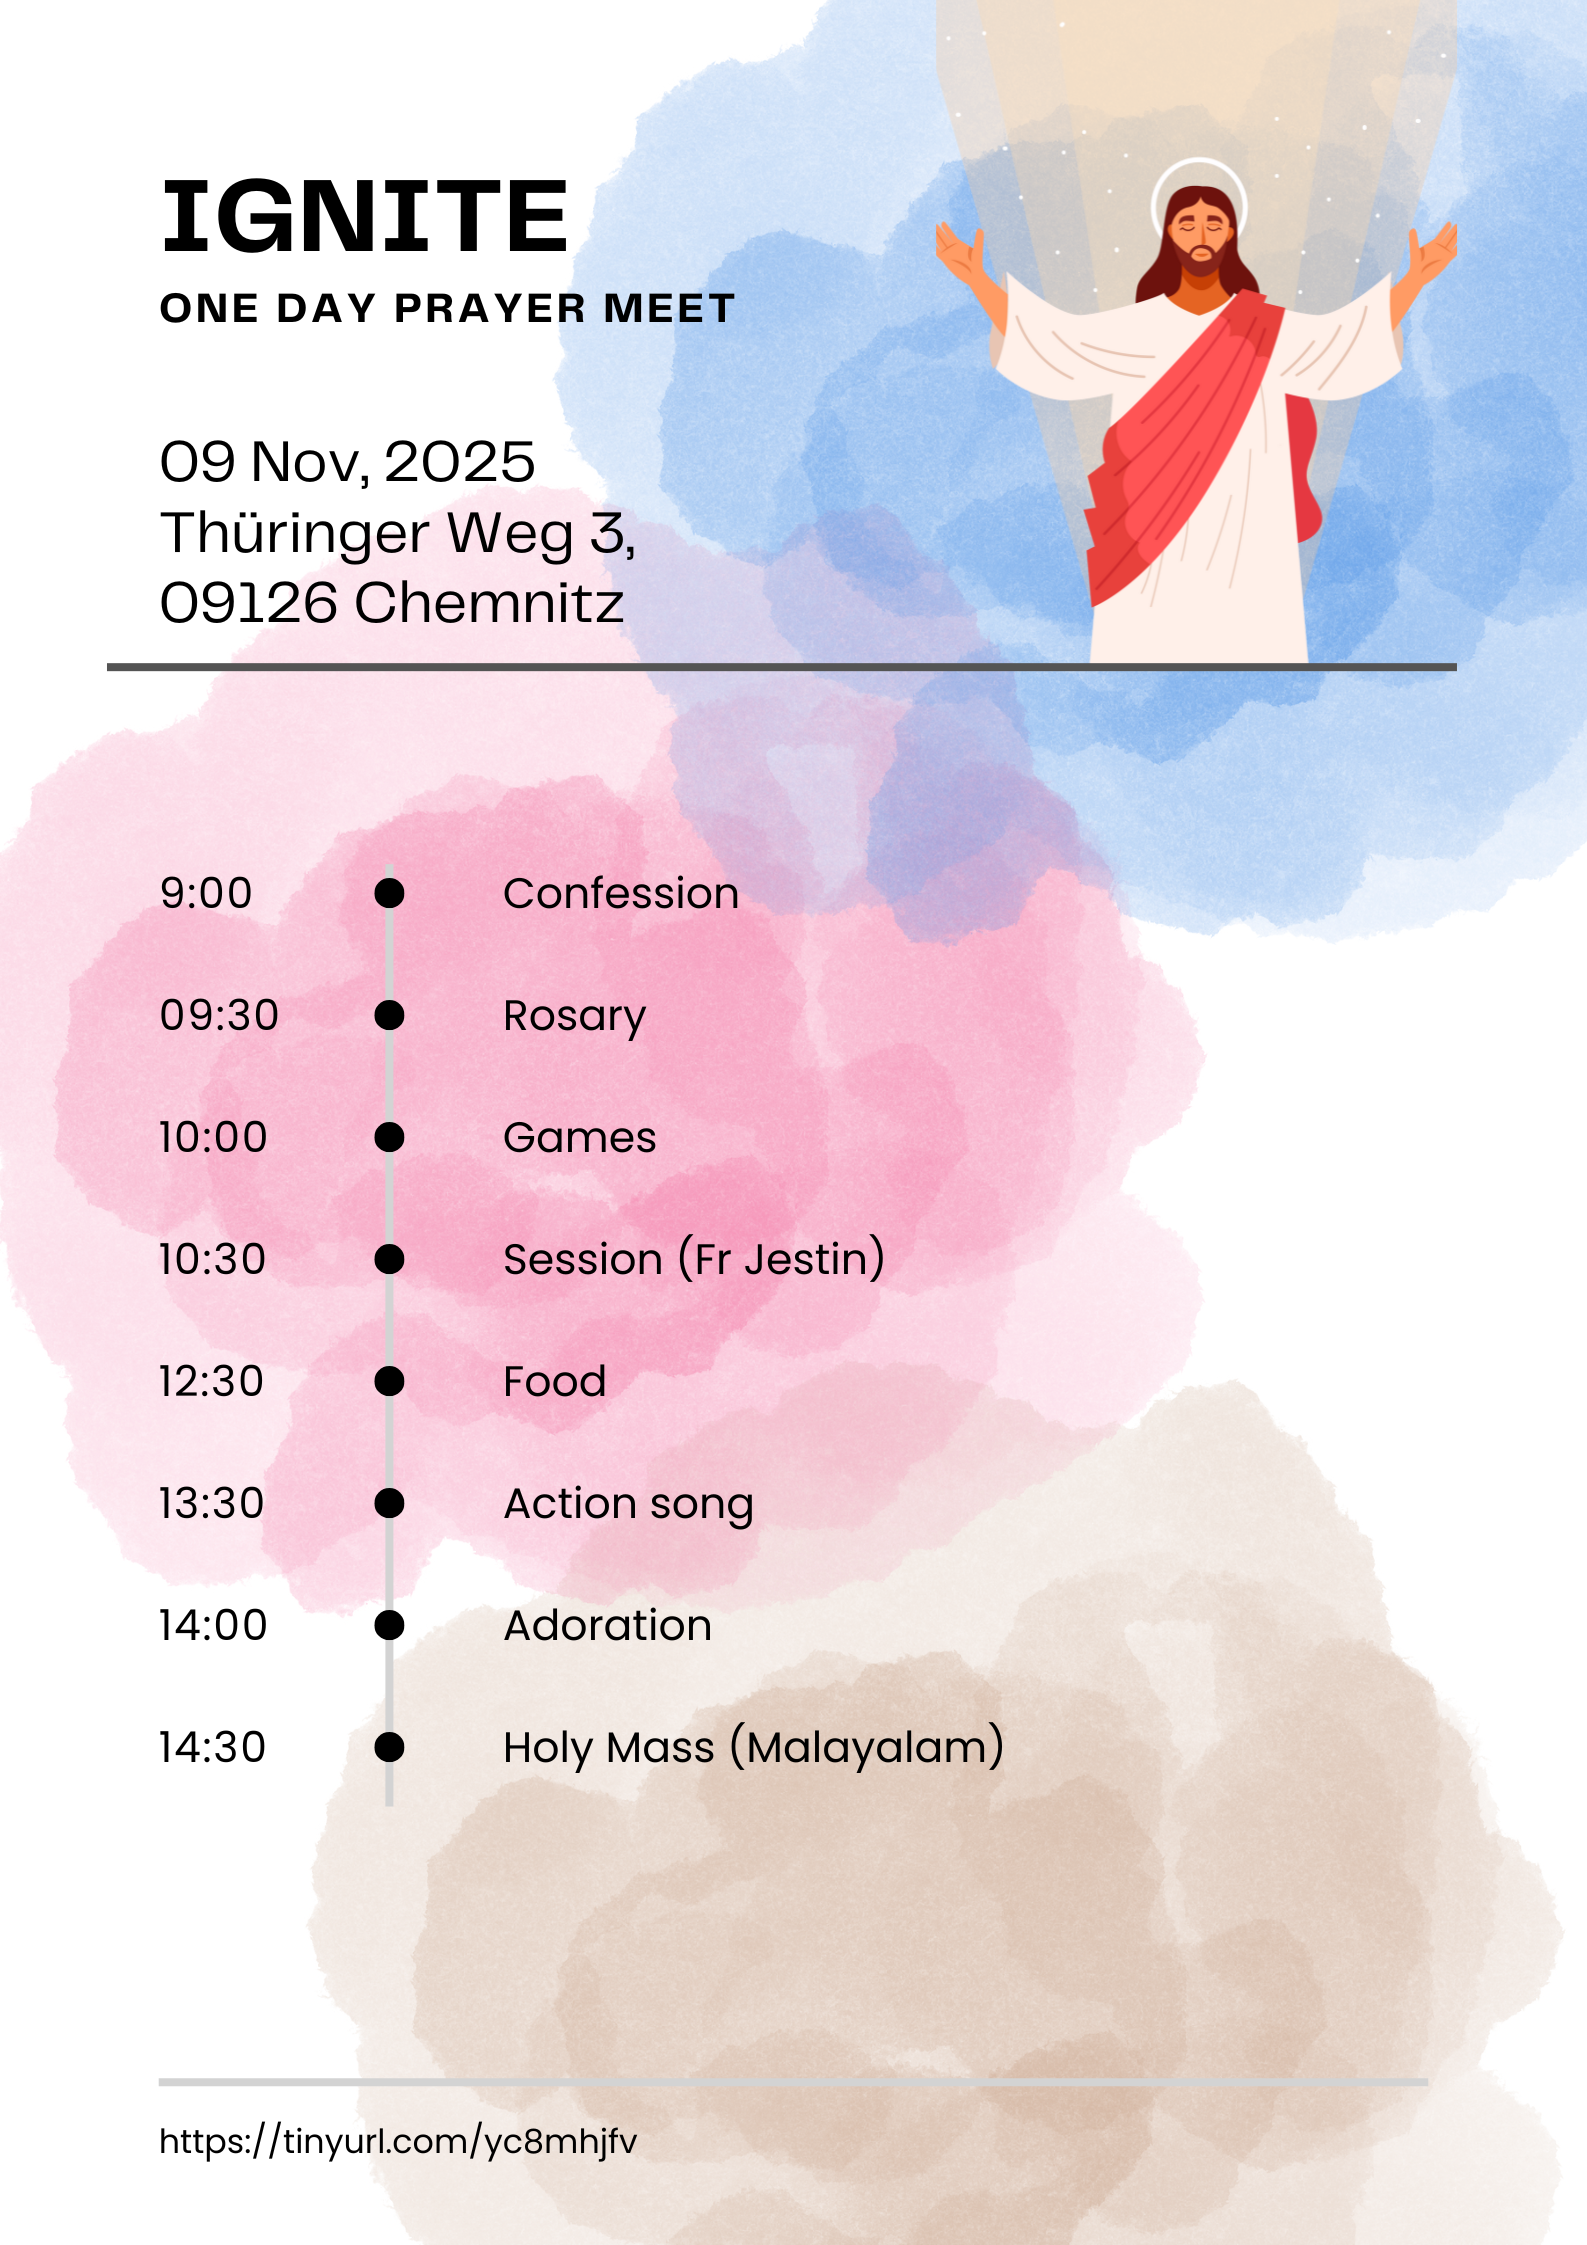 IGNITE
ONE DAY PRAYER MEET
09 Nov, 2025
Thüringer Weg 3,
09126 Chemnitz
9:00 Confession
09:30 Rosary
10:00 Games
10:30 Session (Fr Jestin)
12:30 Food
13:30 Action song
14:00 Adoration
14:30 Holy Mass (Malayalam)
https://tinyurl.com/yc8mhjfv